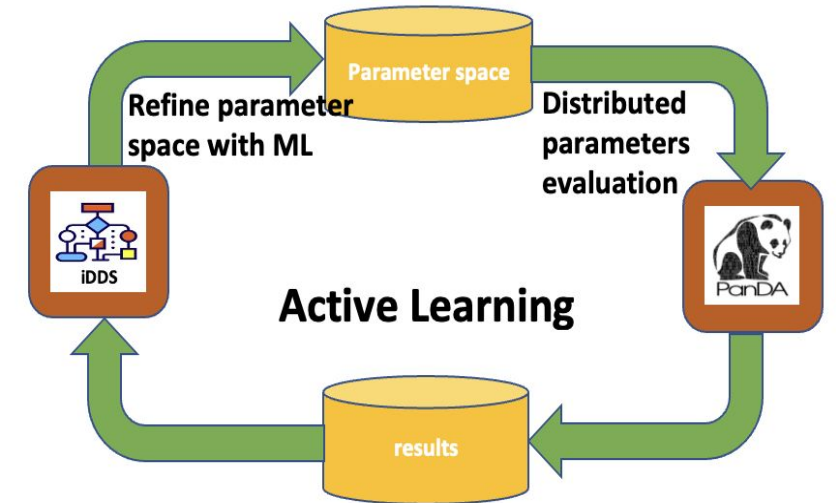 Parameter space
Refine parameter
space with ML
Distributed
parameters
evaluation
iDDS
PanDA
Active Learning
results